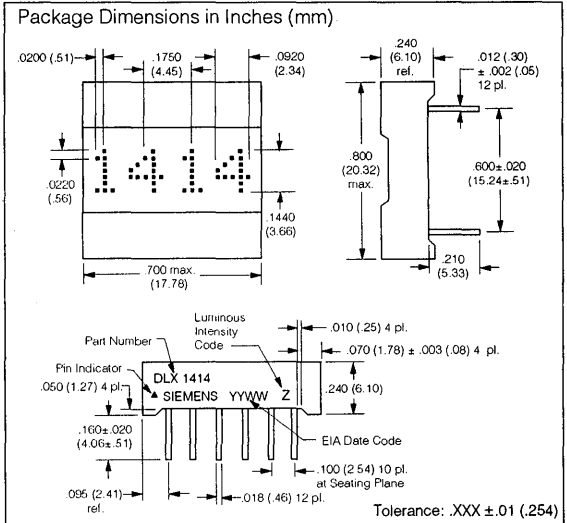 Package Dimensions in Inches (mm)
.0200 (.51)
.1750
(4.45)
.0920
(2.34)
.240
(6.10)
ref.
.012 (.30)
± .002 (.05)
12 pl.
1414
.0220
(.56)
.1440
(3.66)
.800
(20.32)
max.
.600±.020
(15.24±.51)
.700 max.
(17.78)
.210
(5.33)
Luminous
Intensity
Code
Part Number
Pin Indicator
.010 (.25) 4 pl.
.070 (1.78) ± .003 (.08) 4 pl.
DLX 1414
.050 (1.27) 4 pl.
▲ SIEMENS YYWW Z
.240 (6.10)
.160±.020
(4.06±.51)
EIA Date Code
.100 (2.54) 10 pl.
at Seating Plane
.095 (2.41)
ref.
.018 (.46) 12 pl.
Tolerance: .XXX ±.01 (.254)